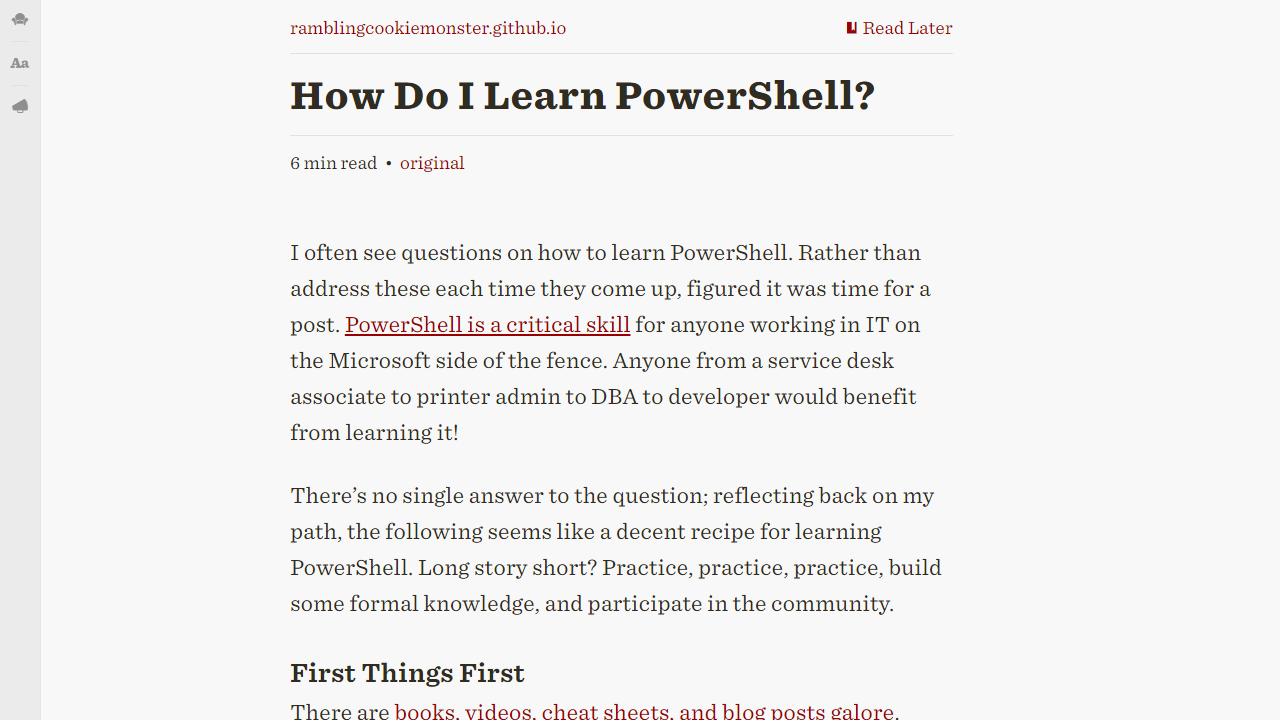 ramblingcookiemonster.github.io
Read Later
Aa
How Do I Learn PowerShell?
6 min read • original
I often see questions on how to learn PowerShell. Rather than
address these each time they come up, figured it was time for a
post. PowerShell is a critical skill for anyone working in IT on
the Microsoft side of the fence. Anyone from a service desk
associate to printer admin to DBA to developer would benefit
from learning it!
There’s no single answer to the question; reflecting back on my
path, the following seems like a decent recipe for learning
PowerShell. Long story short? Practice, practice, practice, build
some formal knowledge, and participate in the community.
First Things First
There are books, videos, cheat sheets, and blog posts galore.